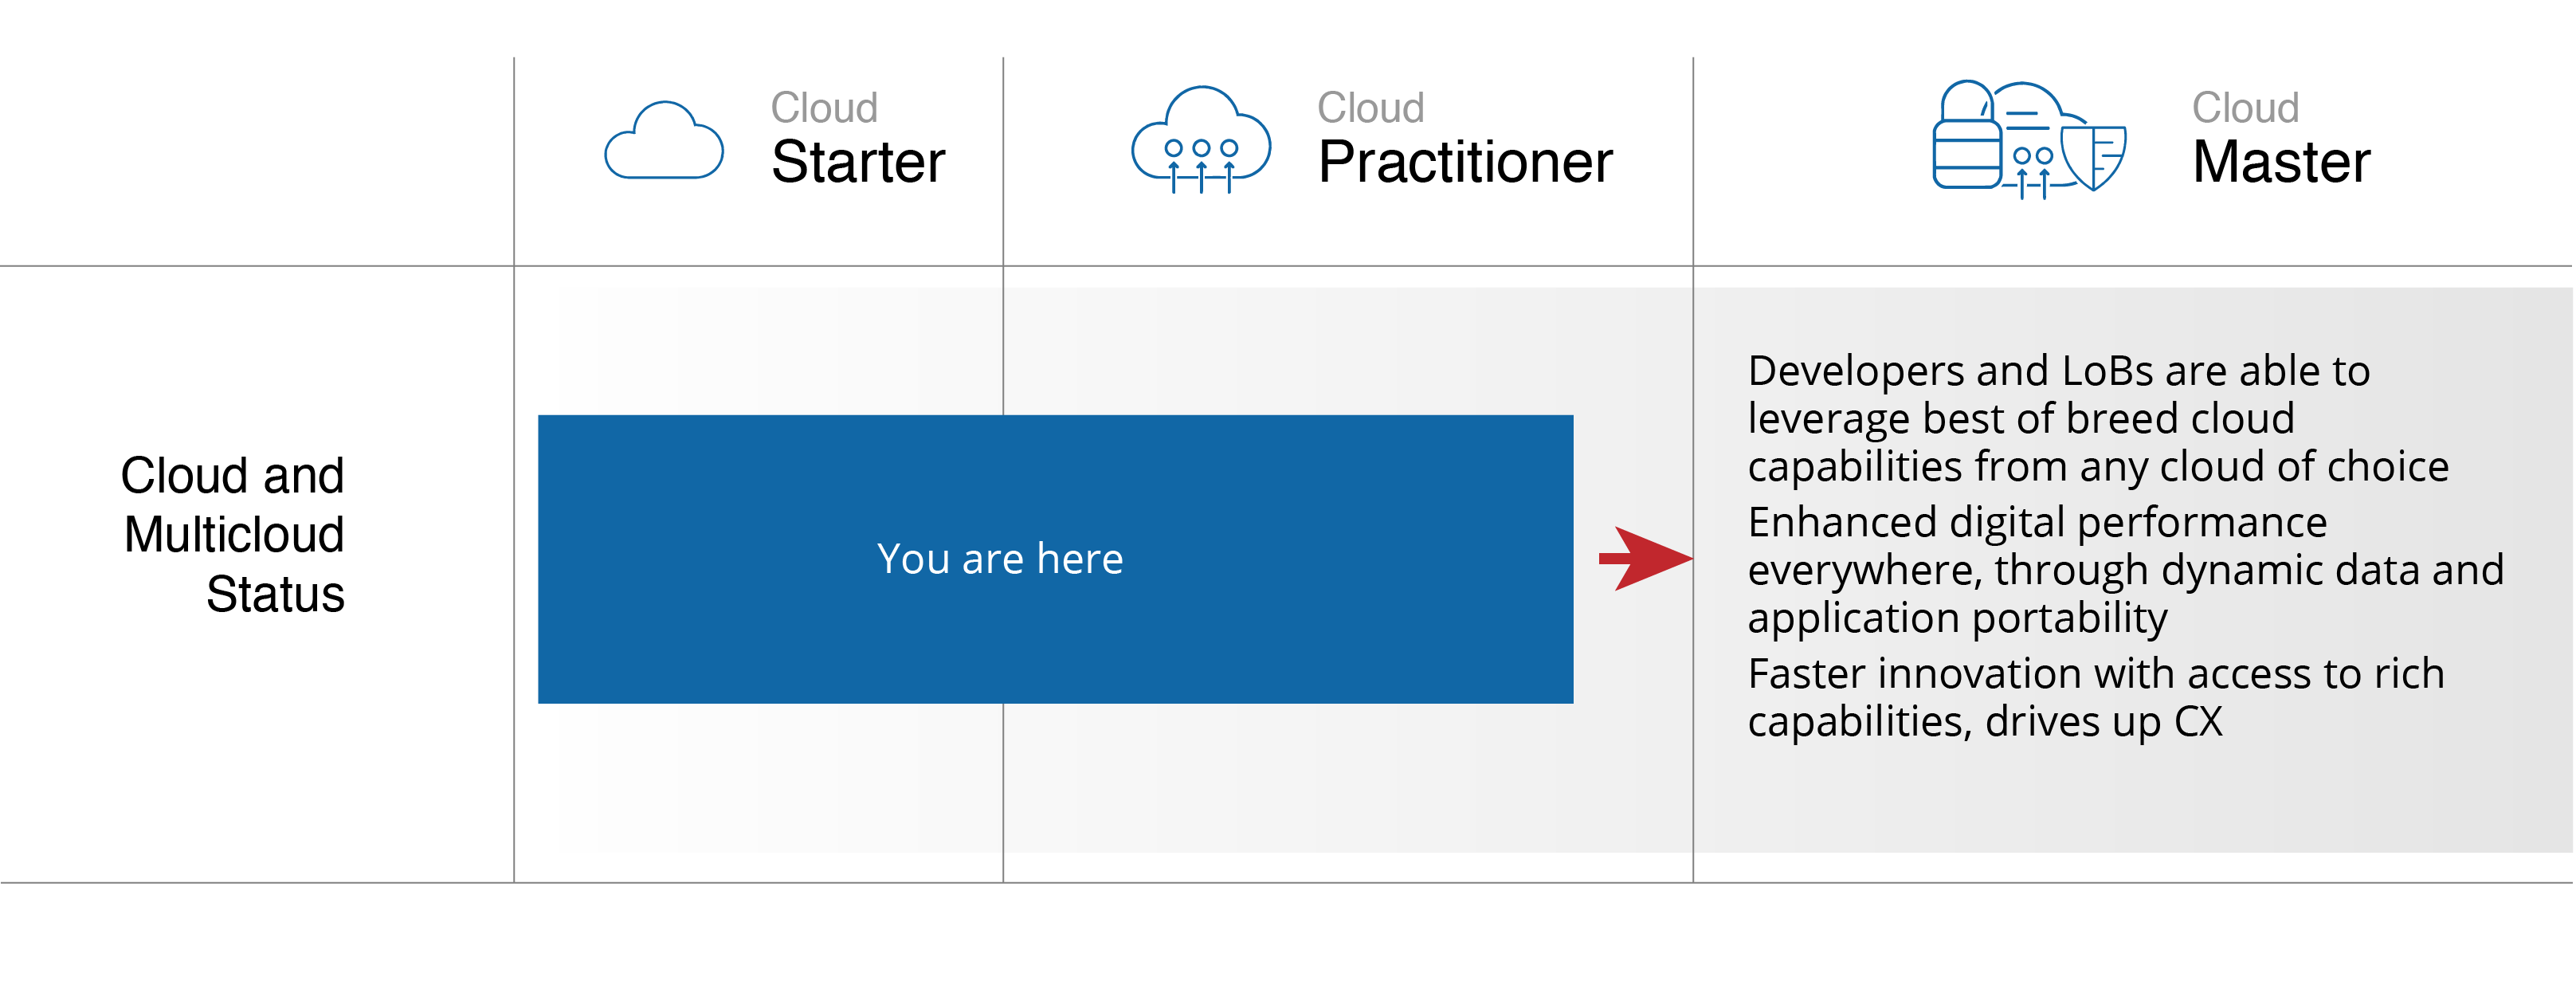 Cloud
Starter
Cloud
Practitioner
Cloud
Master
Cloud and
Multicloud
Status
You are here
Developers and LoBs are able to
leverage best of breed cloud
capabilities from any cloud of choice
Enhanced digital performance
everywhere, through dynamic data and
application portability
Faster innovation with access to rich
capabilities, drives up CX